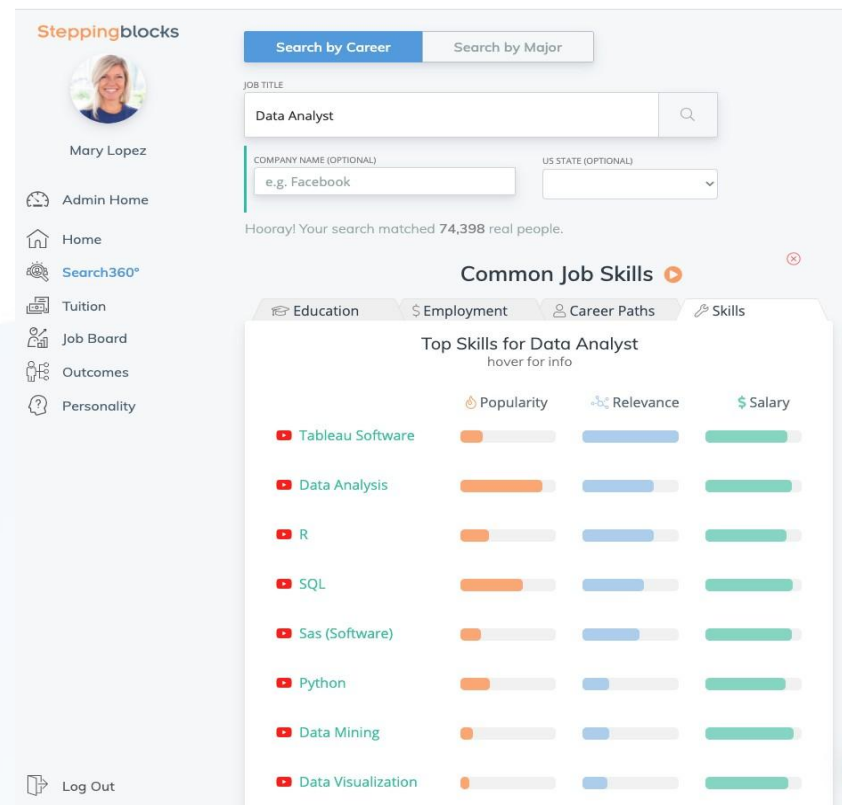 Steppingblocks
Mary Lopez
Admin Home
Home
Search360°
Tuition
Job Board
Outcomes
Personality
Log Out
Search by Career
Search by Major
JOB TITLE
Data Analyst
COMPANY NAME (OPTIONAL)
US STATE (OPTIONAL)
e.g. Facebook
Hooray! Your search matched 74,398 real people.
Common Job Skills
Education
$ Employment
Career Paths
Skills
Top Skills for Data Analyst
hover for info
Popularity
Relevance
$ Salary
Tableau Software
Data Analysis
R
SQL
Sas (Software)
Python
Data Mining
Data Visualization